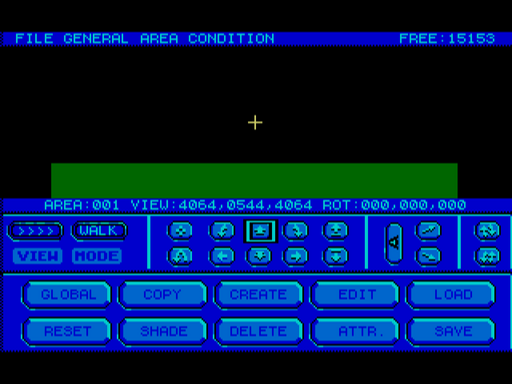 FILE GENERAL AREA CONDITION FREE:15153
AREA:001 VIEW:4064,0544,4064 ROT:000,000,000
>>>> WALK
VIEW MODE
GLOBAL COPY CREATE EDIT LOAD
RESET SHADE DELETE ATTR. SAVE